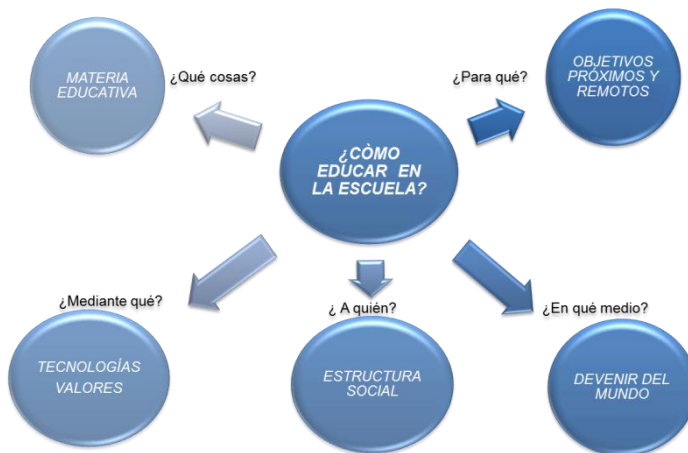 MATERIA
EDUCATIVA
¿Qué cosas?
¿Para qué?
OBJETIVOS
PRÓXIMOS Y
REMOTOS
¿CÒMO
EDUCAR EN
LA ESCUELA?
¿Mediante qué?
¿ A quién?
¿En qué medio?
TECNOLOGÍAS
VALORES
ESTRUCTURA
SOCIAL
DEVENIR DEL
MUNDO